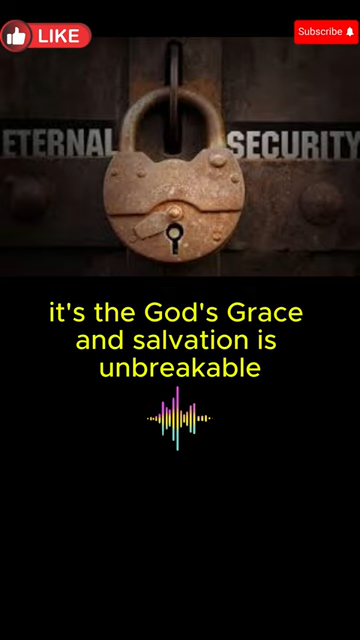 LIKE
Subscribe
ETERNAL SECURITY
it's the God's Grace
and salvation is
unbreakable